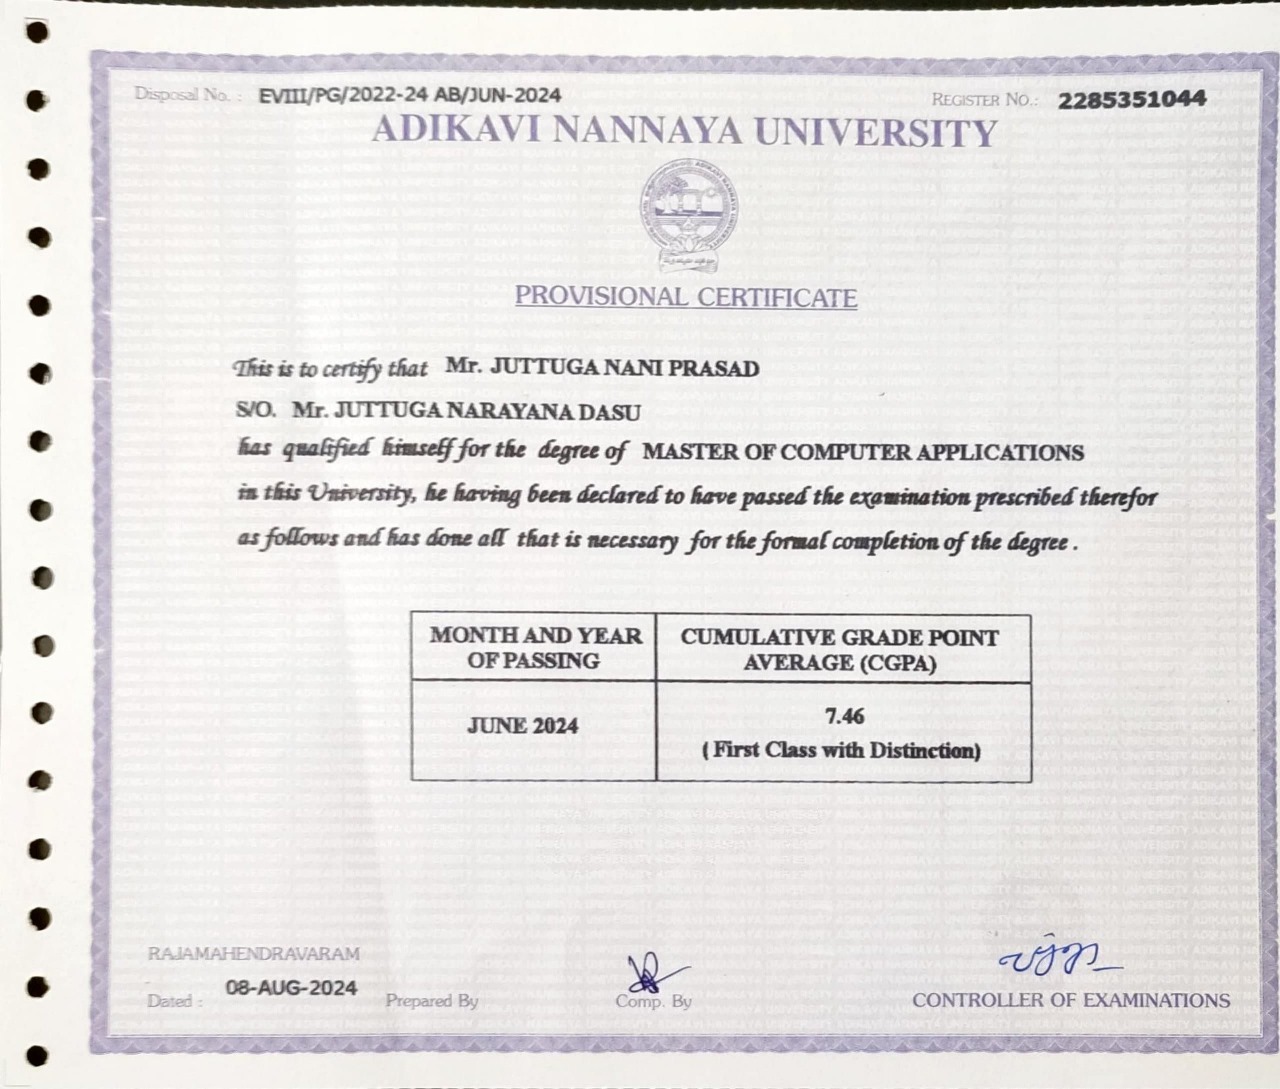 Disposal No. : EVIII/PG/2022-24 AB/JUN-2024
REGISTER NO.: 2285351044
ADIKAVI NANNAYA UNIVERSITY
PROVISIONAL CERTIFICATE
This is to certify that Mr. JUTTUGA NANI PRASAD
S/O. Mr. JUTTUGA NARAYANA DASU
has qualified himself for the degree of MASTER OF COMPUTER APPLICATIONS
in this University, he having been declared to have passed the examination prescribed therefor
as follows and has done all that is necessary for the formal completion of the degree .
MONTH AND YEAR
OF PASSING
CUMULATIVE GRADE POINT
AVERAGE (CGPA)
JUNE 2024
7.46
( First Class with Distinction)
RAJAMAHENDRAVARAM
Dated : 08-AUG-2024
Prepared By
Comp. By
CONTROLLER OF EXAMINATIONS